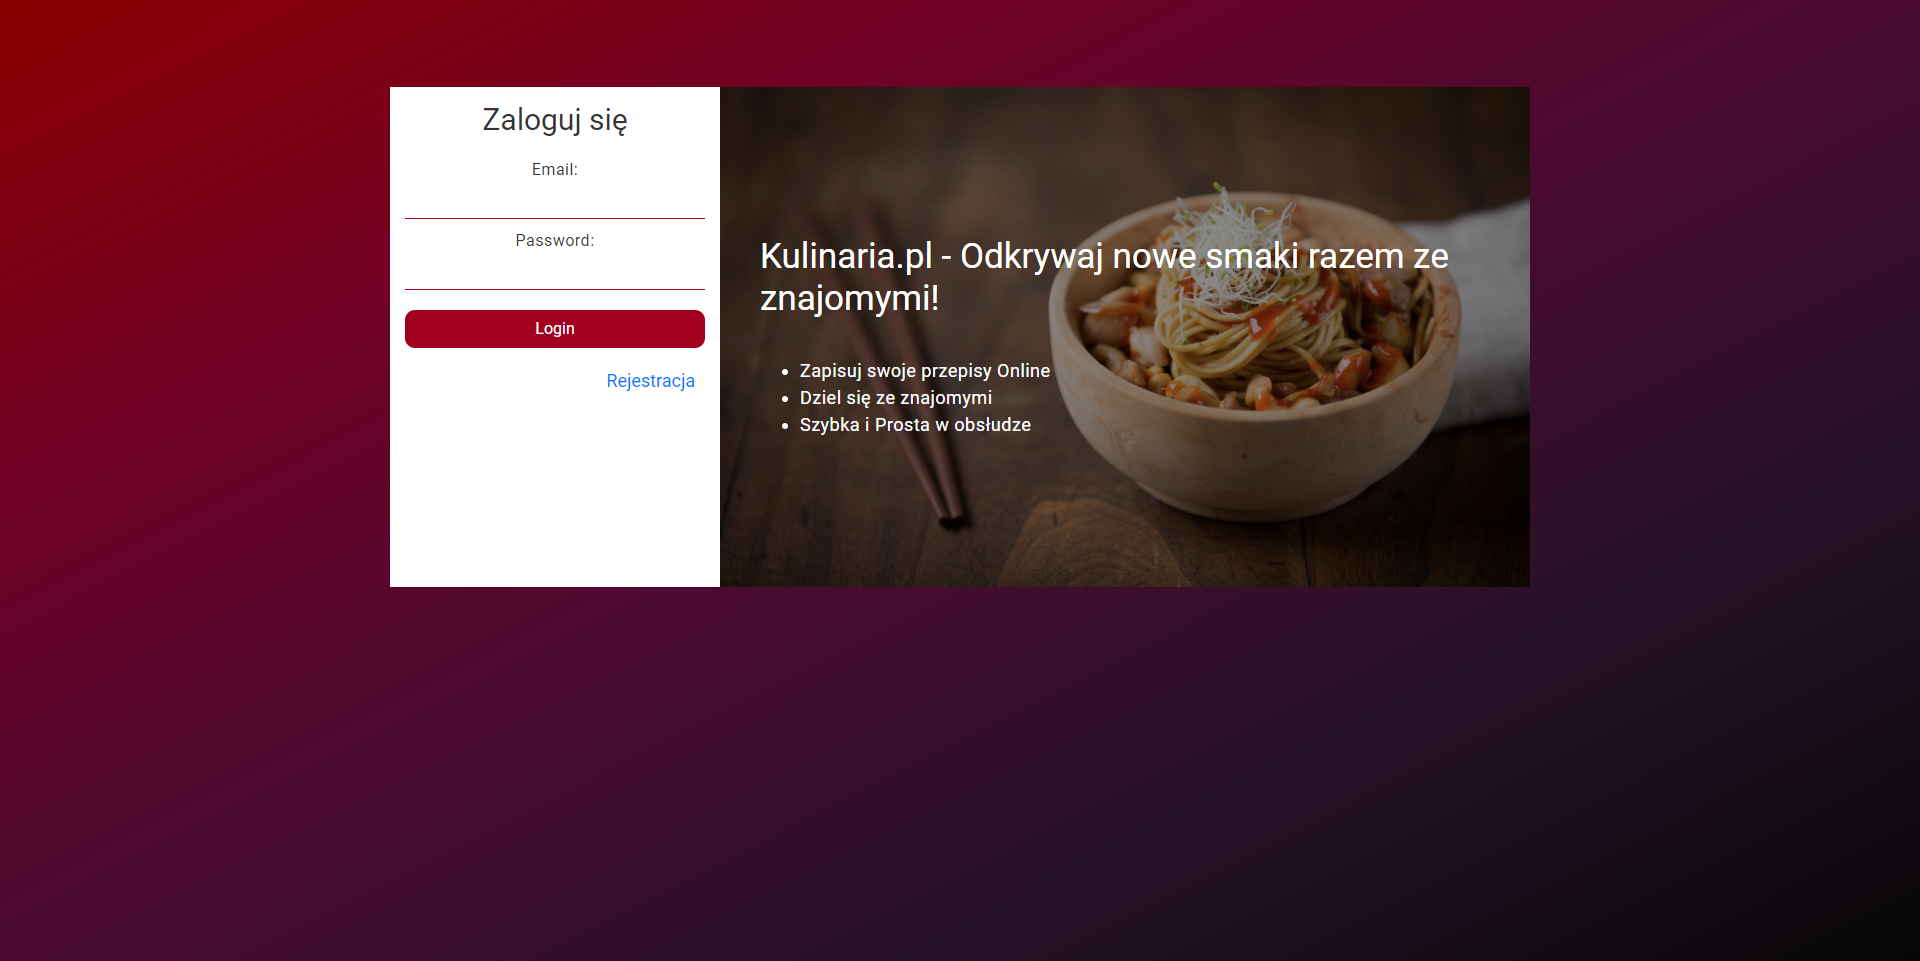 Zaloguj się
Email:
Password:
Login
Rejestracja
Kulinaria.pl - Odkrywaj nowe smaki razem ze
znajomymi!
Zapisuj swoje przepisy Online
Dziel się ze znajomymi
Szybka i Prosta w obsłudze